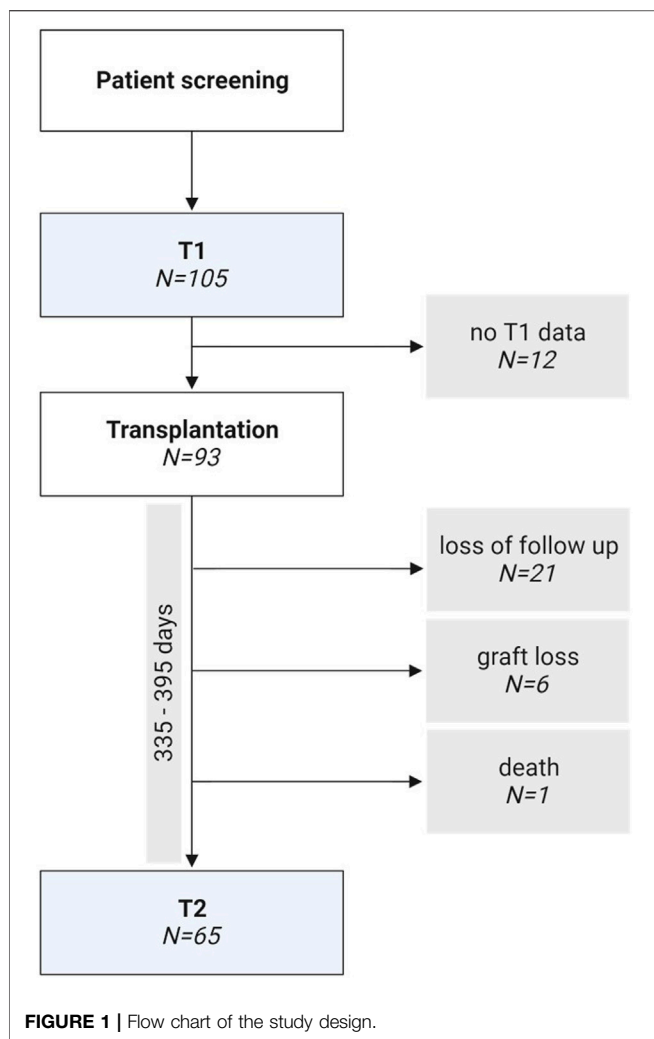 Patient screening
T1
N=105
no T1 data
N=12
Transplantation
N=93
335 - 395 days
loss of follow up
N=21
graft loss
N=6
death
N=1
T2
N=65
FIGURE 1 | Flow chart of the study design.